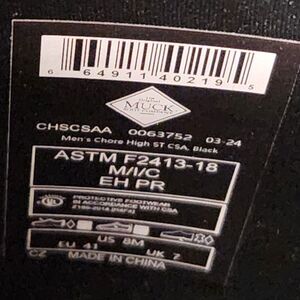 6 64911 40219 5
THE ORIGINAL
MUCK
BOOT COMPANY
CHSCSAA 0063752 03-24
Men's Chore High ST CSA, Black
ASTM F2413-18
M/I/C
EH PR
PROTECTIVE FOOTWEAR
IN ACCORDANCE WITH CSA
US 8M
EU 41 UK 7
CZ MADE IN CHINA